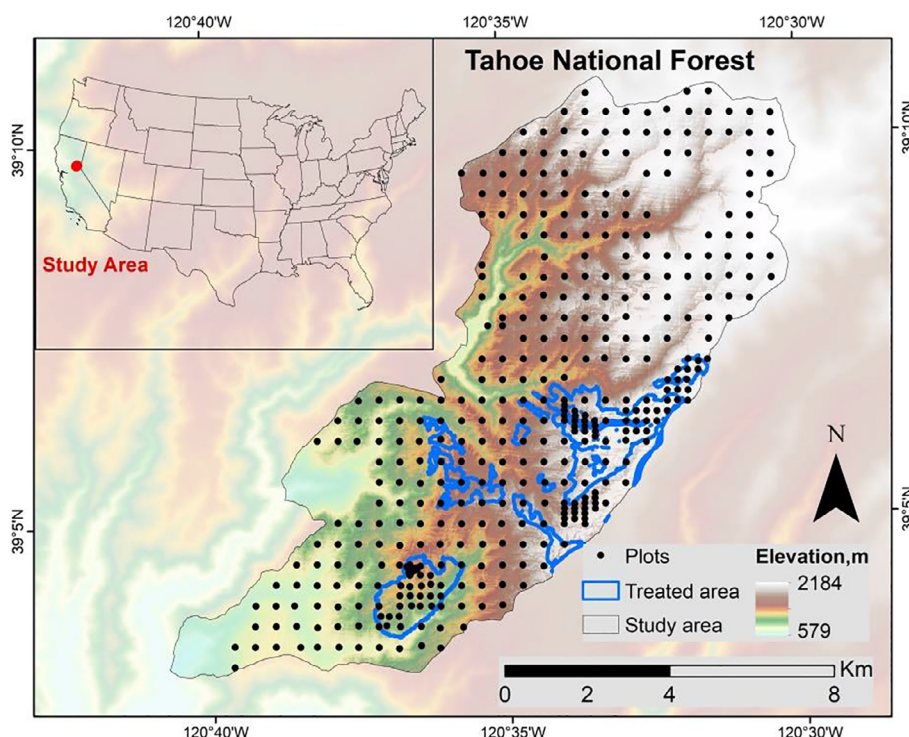 120°40'W
120°35'W
120°30'W
Tahoe National Forest
39°10'N
39°10'N
Study Area
N
39°5'N
39°5'N
Plots
Treated area
Study area
Elevation,m
2184
579
Km
0
2
4
8
120°40'W
120°35'W
120°30'W